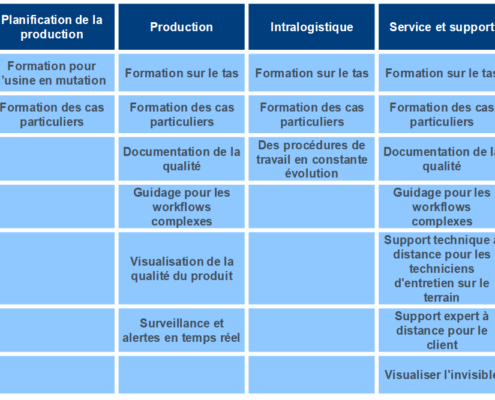 Planification de la
production
Production
Intralogistique
Service et support
Formation pour
l'usine en mutation
Formation sur le tas
Formation sur le tas
Formation sur le tas
Formation des cas
particuliers
Formation des cas
particuliers
Formation des cas
particuliers
Formation des cas
particuliers
Documentation de la
qualité
Des procédures de
travail en constante
évolution
Documentation de la
qualité
Guidage pour les
workflows
complexes
Guidage pour les
workflows
complexes
Visualisation de la
qualité du produit
Support technique à
distance pour les
techniciens
d'entretien sur le
terrain
Surveillance et
alertes en temps réel
Support expert à
distance pour le
client
Visualiser l'invisible